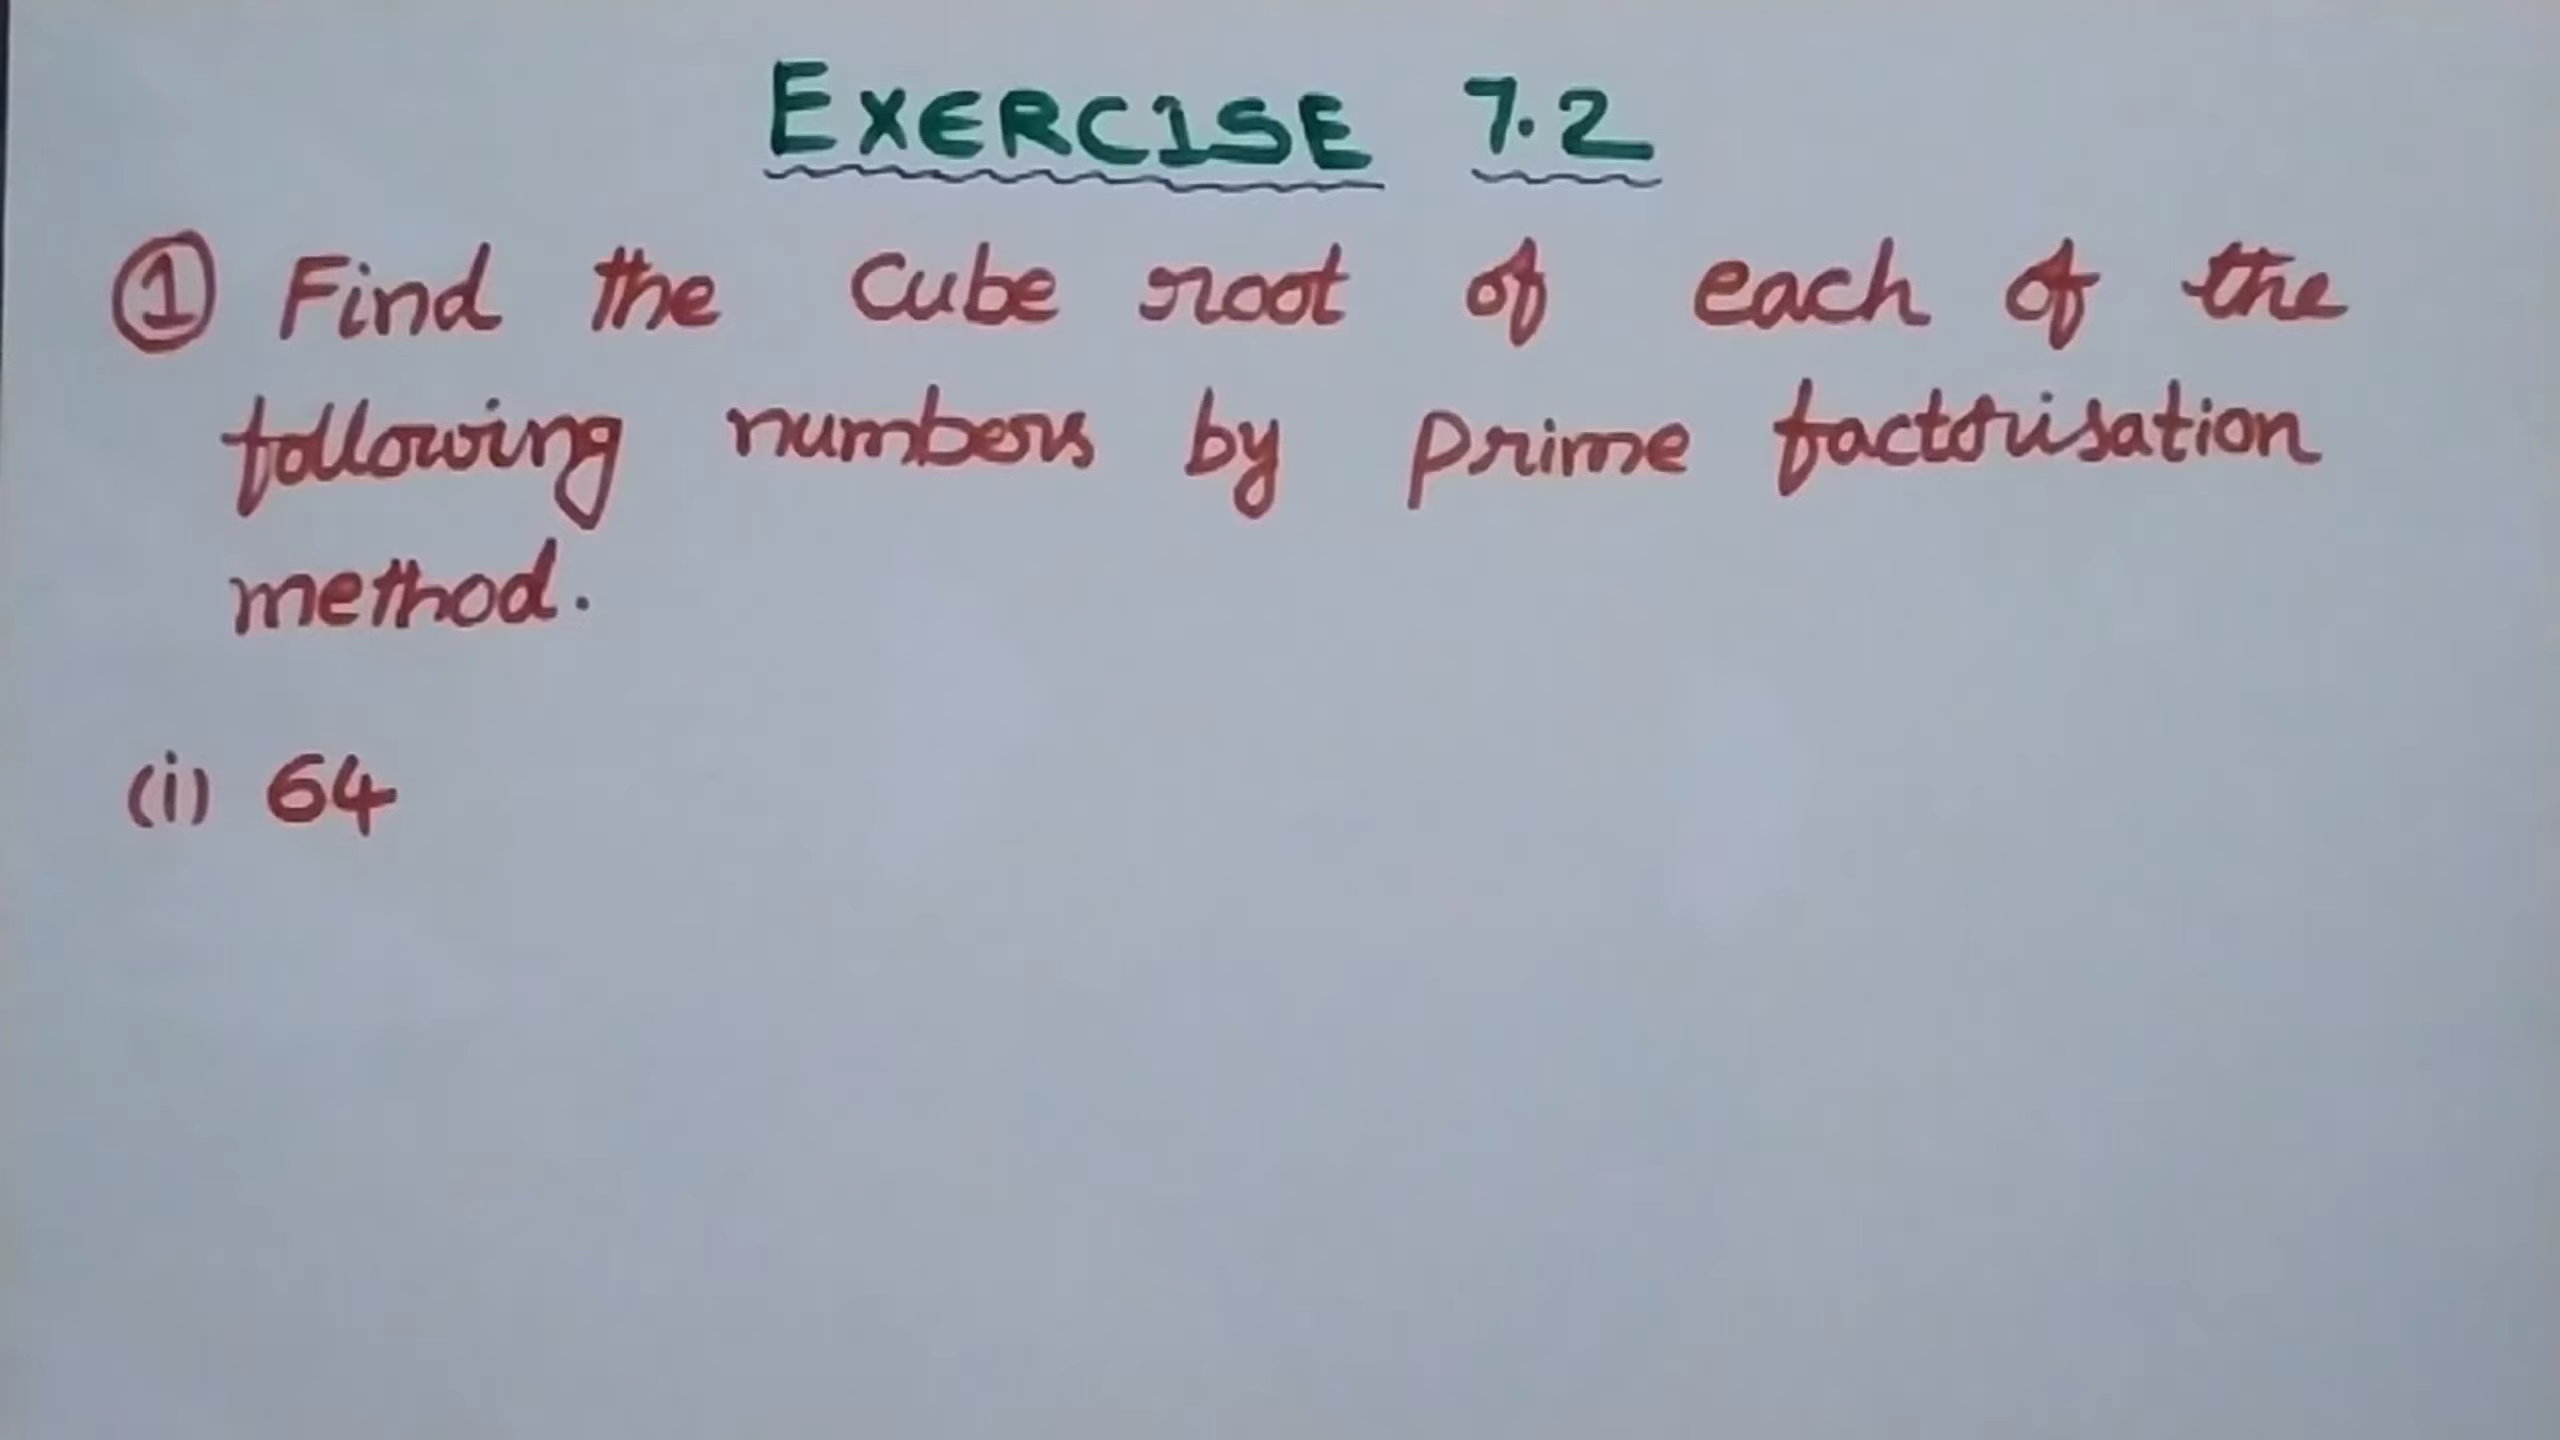 EXERCISE 7.2
① Find the cube root of each of the
following numbers by prime factorisation
method.
(i) 64